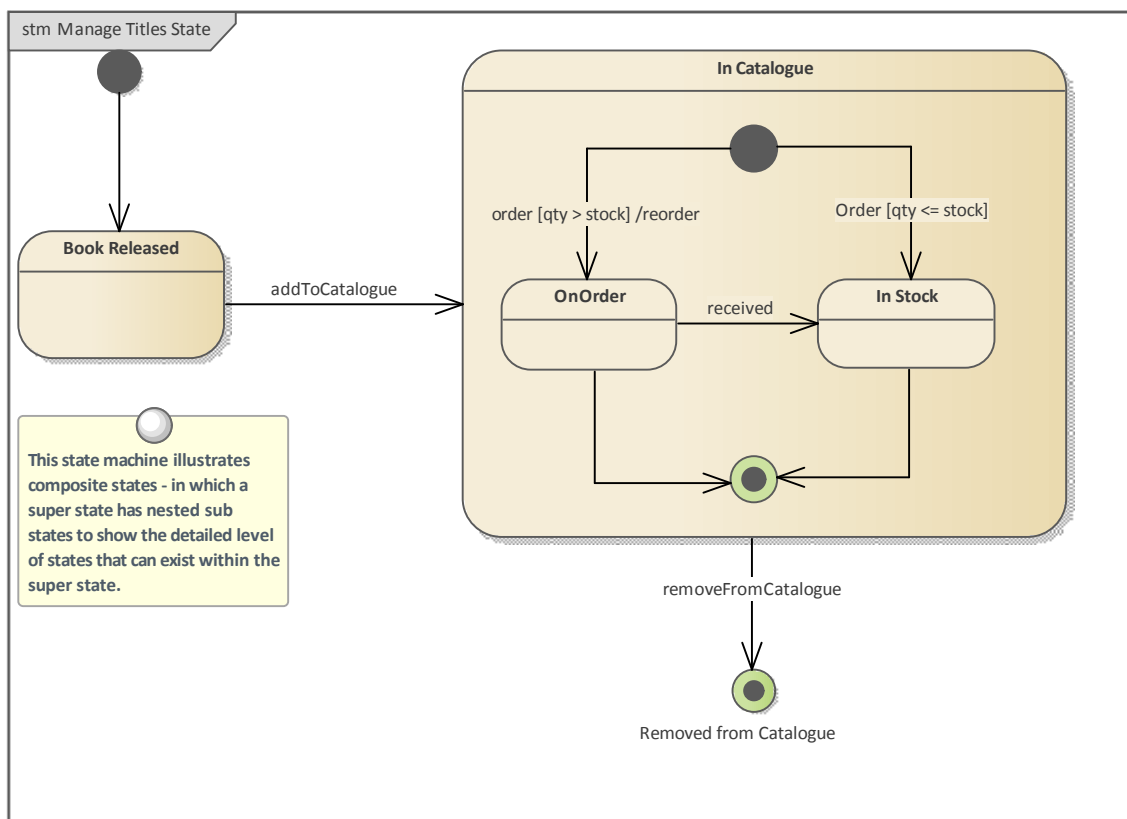 stm Manage Titles State
In Catalogue
order [qty > stock] /reorder
Order [qty <= stock]
Book Released
addToCatalogue
OnOrder
received
In Stock
This state machine illustrates
composite states - in which a
super state has nested sub
states to show the detailed level
of states that can exist within the
super state.
removeFromCatalogue
Removed from Catalogue